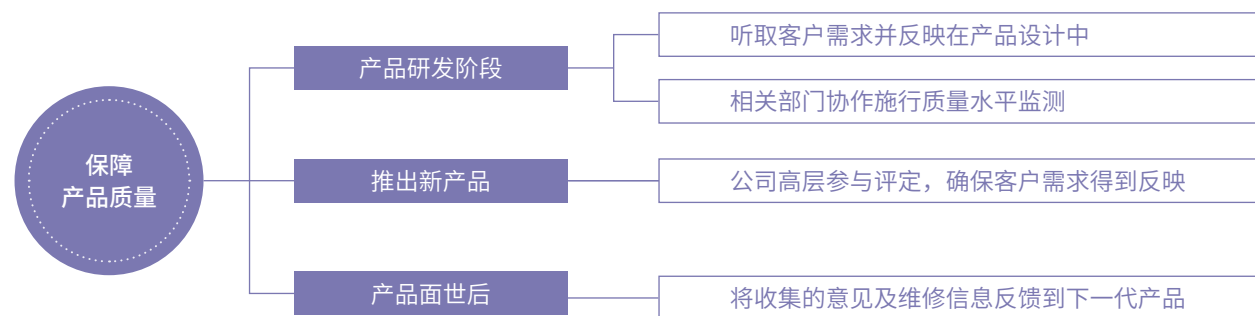 保障
产品质量
产品研发阶段
听取客户需求并反映在产品设计中
相关部门协作施行质量水平监测
推出新产品
公司高层参与评定，确保客户需求得到反映
产品面世后
将收集的意见及维修信息反馈到下一代产品